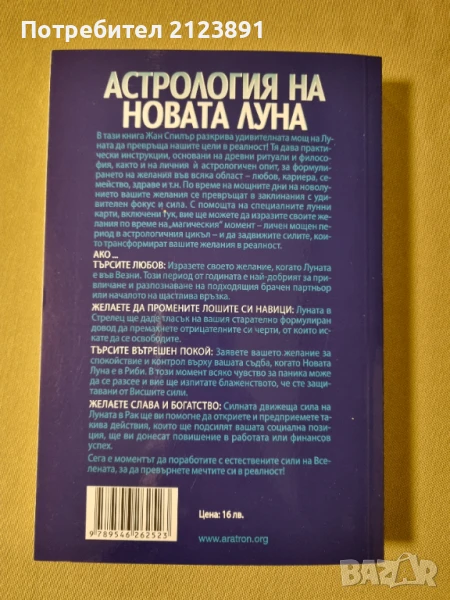 Потребител 2123891
АСТРОЛОГИЯ НА
НОВАТА ЛУНА
В тази книга Жан Спилър разкрива удивителната мощ на Лу-
ната да превръща нашите цели в реалност! Тя дава практи-
чески инструкции, основани на древни ритуали и филосо-
фия, както и на личния ѝ астрологичен опит, за формули-
рането на желания във всяка област – любов, кариера, се-
мейство, здраве и т.н. По време на мощните дни на новолу-
нието вашите желания се превръщат в заклинания с уди-
вителен фокус и сила. С помощта на специалните лунни
карти, включени тук, вие ще можете да изразите своите же-
лания по време на „магическия" момент – личен мощен пе-
риод в астрологичния цикъл – и да задвижите силите, които
трансформират вашите желания в реалност.
АКО ...
ТЪРСИТЕ ЛЮБОВ: Изразете своето желание, когато Луната
е във Везни. Този период от годината е най-добрият за при-
вличане и разпознаване на подходящия брачен партньор
или началото на щастлива връзка.
ЖЕЛАЕТЕ ДА ПРОМЕНИТЕ ЛОШИТЕ СИ НАВИЦИ: Луната в
Стрелец ще даде тласък на вашия старателно формулиран
довод да премахнете отрицателните си черти, от които ис-
кате да се освободите.
ТЪРСИТЕ ВЪТРЕШЕН ПОКОЙ: Заявете вашето желание за
спокойствие и контрол върху вашата съдба, когато Новата
Луна е в Риби. В този момент всяко чувство за паника може
да се разсее и вие ще изпитате блаженството, че сте защи-
тавани от Висшите сили.
ЖЕЛАЕТЕ СЛАВА И БОГАТСТВО: Силната движеща сила на
Луната в Рак ще ви помогне да откриете и предприемете та-
кива действия, които ще подсилят вашата социална пози-
ция, ще ви донесат повишение в работата или финансов
успех.
Сега е моментът да поработите с естествените сили на Все-
лената, за да превърнете мечтите си в реалност!
Цена: 16 лв.
9 789546 262523
www.aratron.org
BAZAR